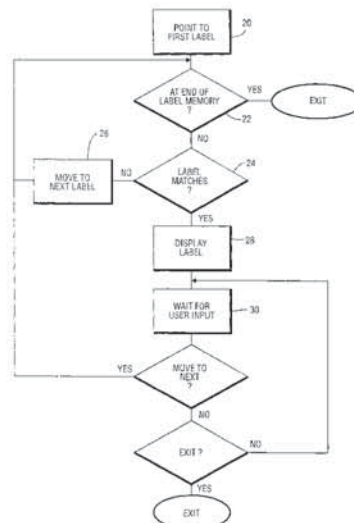 POINT TO
FIRST LABEL
20
AT END OF
LABEL MEMORY
?
YES
EXIT
22
NO
26
24
MOVE TO
NEXT LABEL
NO
LABEL
MATCHES
?
YES
28
DISPLAY
LABEL
WAIT FOR
USER INPUT
30
YES
MOVE TO
NEXT
?
NO
EXIT ?
NO
YES
EXIT